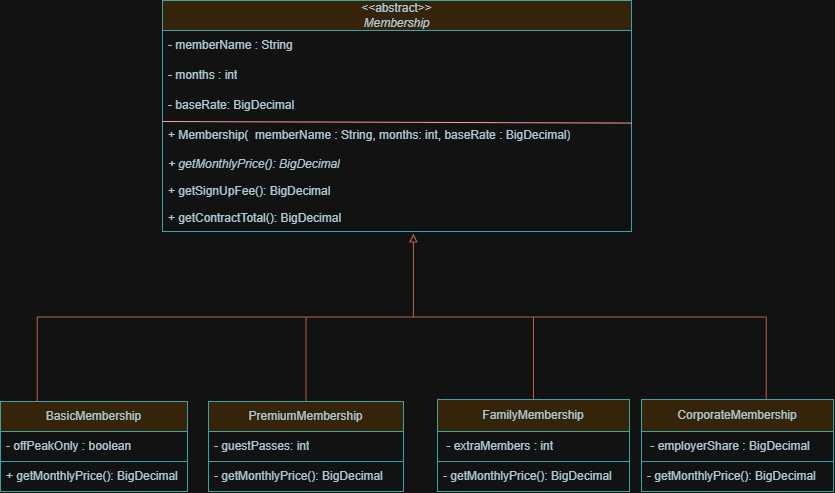 <<abstract>>
Membership
- memberName : String
- months : int
- baseRate: BigDecimal
+ Membership( memberName : String, months: int, baseRate : BigDecimal)
+ getMonthlyPrice(): BigDecimal
+ getSignUpFee(): BigDecimal
+ getContractTotal(): BigDecimal
BasicMembership
- offPeakOnly : boolean
+ getMonthlyPrice(): BigDecimal
PremiumMembership
- guestPasses: int
- getMonthlyPrice(): BigDecimal
FamilyMembership
- extraMembers : int
- getMonthlyPrice(): BigDecimal
CorporateMembership
- employerShare : BigDecimal
- getMonthlyPrice(): BigDecimal